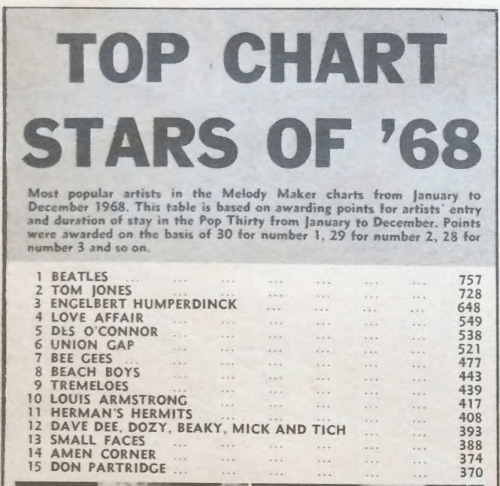 TOP CHART
STARS OF '68
Most popular artists in the Melody Maker charts from January to
December 1968. This table is based on awarding points for artists' entry
and duration of stay in the Pop Thirty from January to December. Points
were awarded on the basis of 30 for number 1, 29 for number 2, 28 for
number 3 and so on.
1 BEATLES ... ... ... ... ... ... 757
2 TOM JONES ... ... ... ... ... 728
3 ENGELBERT HUMPERDINCK ... ... ... ... 648
4 LOVE AFFAIR ... ... ... ... ... 549
5 DES O'CONNOR ... ... ... ... ... 538
6 UNION GAP ... ... ... ... ... 521
7 BEE GEES ... ... ... ... ... ... 477
8 BEACH BOYS ... ... ... ... ... 443
9 TREMELOES ... ... ... ... ... 439
10 LOUIS ARMSTRONG ... ... ... ... ... 417
11 HERMAN'S HERMITS ... ... ... ... ... 408
12 DAVE DEE, DOZY, BEAKY, MICK AND TICH ... ... 393
13 SMALL FACES ... ... ... ... ... 388
14 AMEN CORNER ... ... ... ... ... 374
15 DON PARTRIDGE ... ... ... ... ... 370